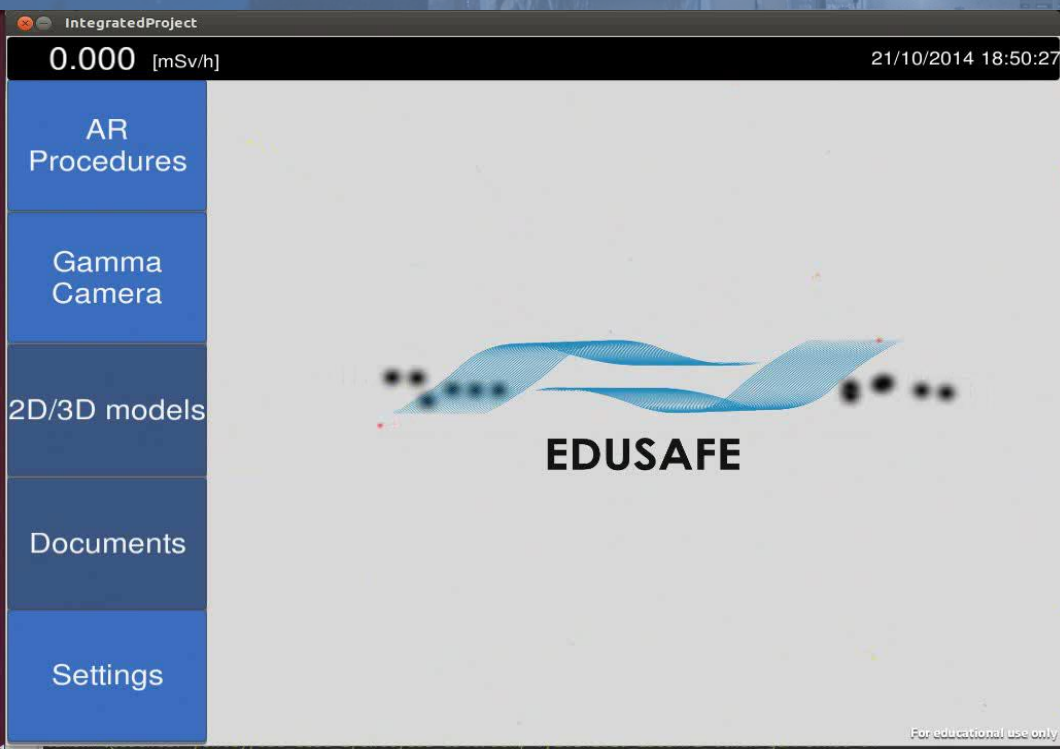 IntegratedProject
0.000 [mSv/h]
21/10/2014 18:50:27
AR
Procedures
Gamma
Camera
2D/3D models
Documents
Settings
EDUSAFE
For educational use only